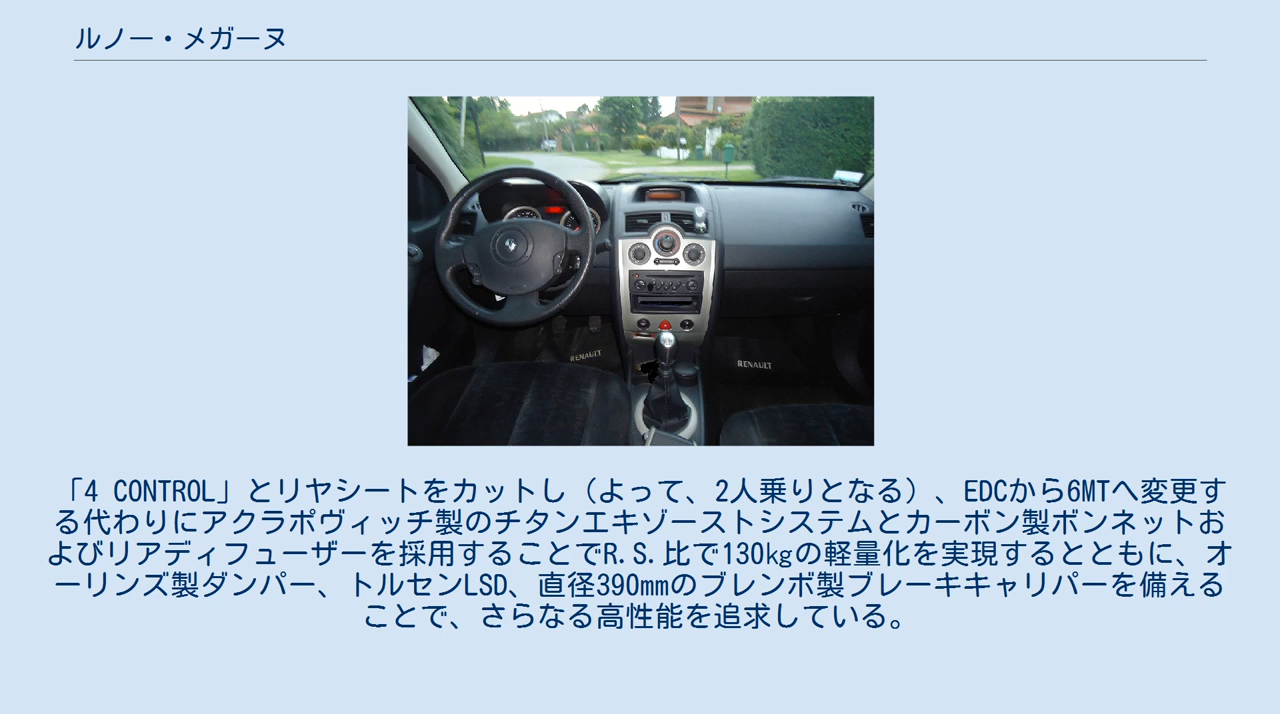 ルノー・メガーヌ
RENAULT
RENAULT
「4 CONTROL」とリヤシートをカットし（よって、2人乗りとなる）、EDCから6MTへ変更す
る代わりにアクラポヴィッチ製のチタンエキゾーストシステムとカーボン製ボンネットお
よびリアディフューザーを採用することでR.S.比で130kgの軽量化を実現するとともに、オ
ーリンズ製ダンパー、トルセンLSD、直径390mmのブレンボ製ブレーキキャリパーを備える
ことで、さらなる高性能を追求している。